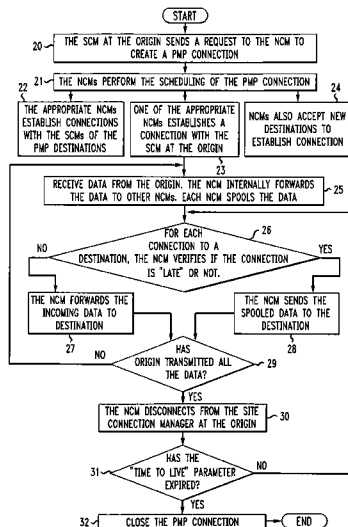 START
20
THE SCM AT THE ORIGIN SENDS A REQUEST TO THE NCM TO
CREATE A PMP CONNECTION
21
THE NCMs PERFORM THE SCHEDULING OF THE PMP CONNECTION
22
THE APPROPRIATE NCMs
ESTABLISH CONNECTIONS
WITH THE SCMs OF THE
PMP DESTINATIONS
ONE OF THE APPROPRIATE
NCMs ESTABLISHES A
CONNECTION WITH THE
SCM AT THE ORIGIN
23
24
NCMs ALSO ACCEPT NEW
DESTINATIONS TO
ESTABLISH CONNECTION
RECEIVE DATA FROM THE ORIGIN. THE NCM INTERNALLY FORWARDS
THE DATA TO OTHER NCMs. EACH NCM SPOOLS THE DATA
25
26
FOR EACH
CONNECTION TO A
DESTINATION, THE NCM VERIFIES IF THE CONNECTION
IS "LATE" OR NOT.
NO
YES
THE NCM FORWARDS THE
INCOMING DATA TO
DESTINATION
27
THE NCM SENDS THE
SPOOLED DATA TO THE
DESTINATION
28
HAS
ORIGIN TRANSMITTED ALL
THE DATA?
29
NO
YES
THE NCM DISCONNECTS FROM THE SITE
CONNECTION MANAGER AT THE ORIGIN
30
HAS THE
"TIME TO LIVE" PARAMETER
EXPIRED?
31
NO
YES
32
CLOSE THE PMP CONNECTION
END